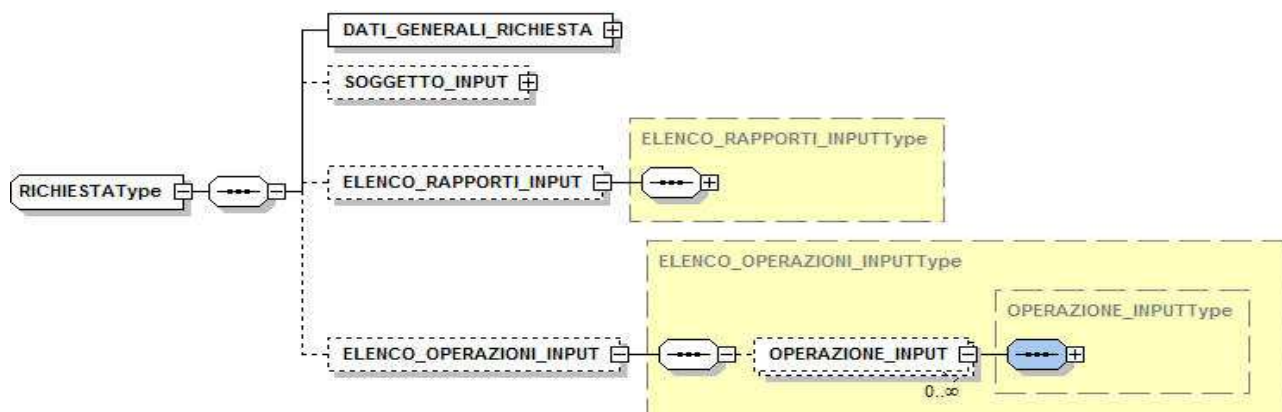 DATI_GENERALI_RICHIESTA
SOGGETTO_INPUT
ELENCO_RAPPORTI_INPUTType
RICHIESTAType
ELENCO_RAPPORTI_INPUT
ELENCO_OPERAZIONI_INPUTType
OPERAZIONE_INPUTType
ELENCO_OPERAZIONI_INPUT
OPERAZIONE_INPUT
0..∞